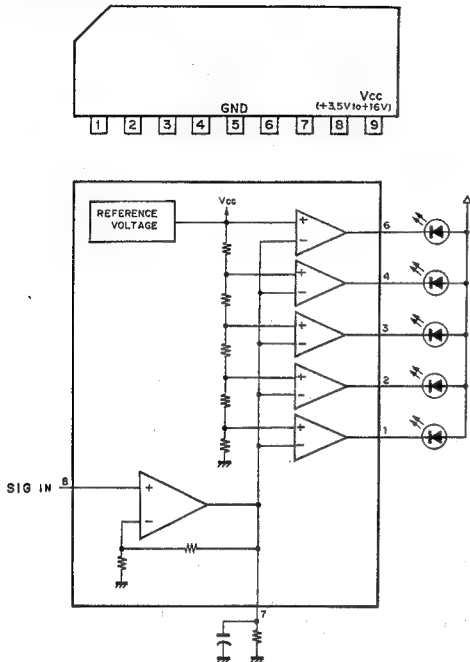 Vcc
GND (+3.5V to +16V)
1 2 3 4 5 6 7 8 9
REFERENCE
VOLTAGE
Vcc
+
−
6
+
−
4
+
−
3
+
−
2
+
−
1
SIG IN 8
+
−
7